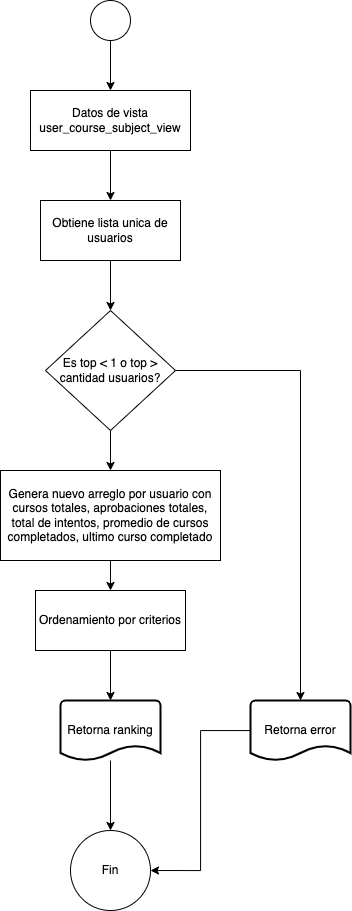 Datos de vista
user_course_subject_view
Obtiene lista unica de
usuarios
Es top < 1 o top >
cantidad usuarios?
Genera nuevo arreglo por usuario con
cursos totales, aprobaciones totales,
total de intentos, promedio de cursos
completados, ultimo curso completado
Ordenamiento por criterios
Retorna ranking
Retorna error
Fin